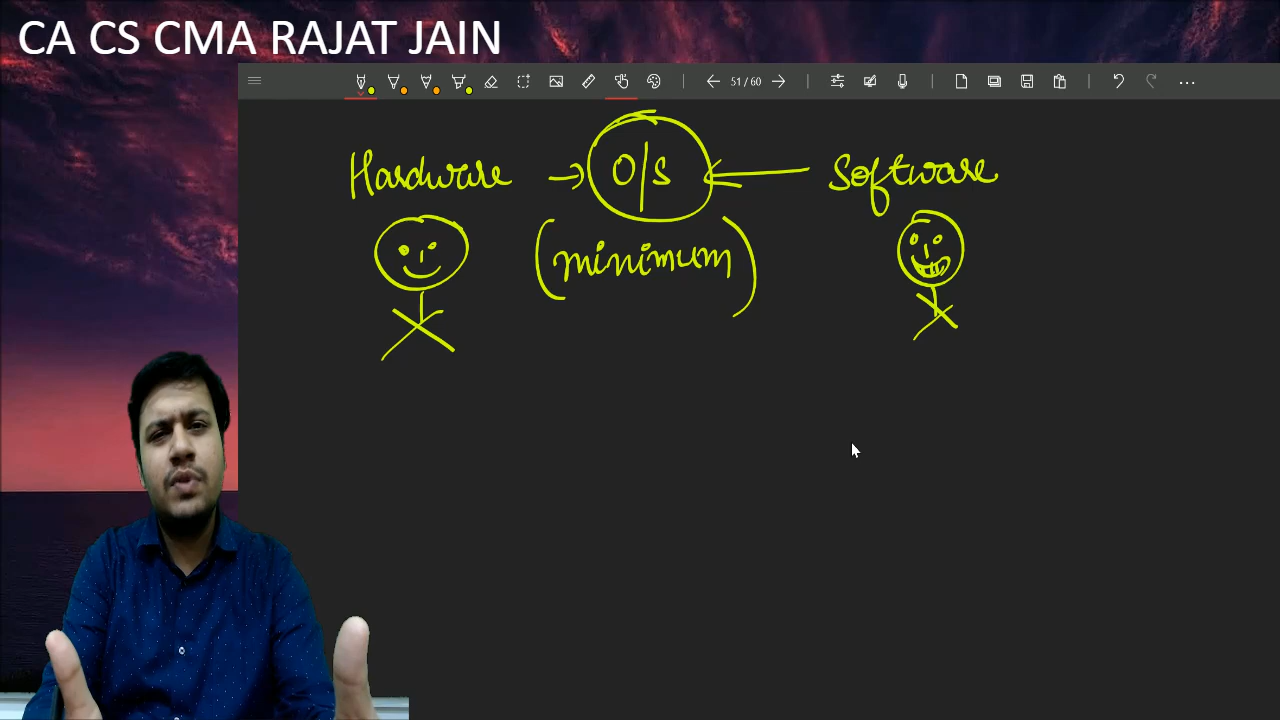 CA CS CMA RAJAT JAIN
51 / 60
Hardware → O/S ← Software
(minimum)